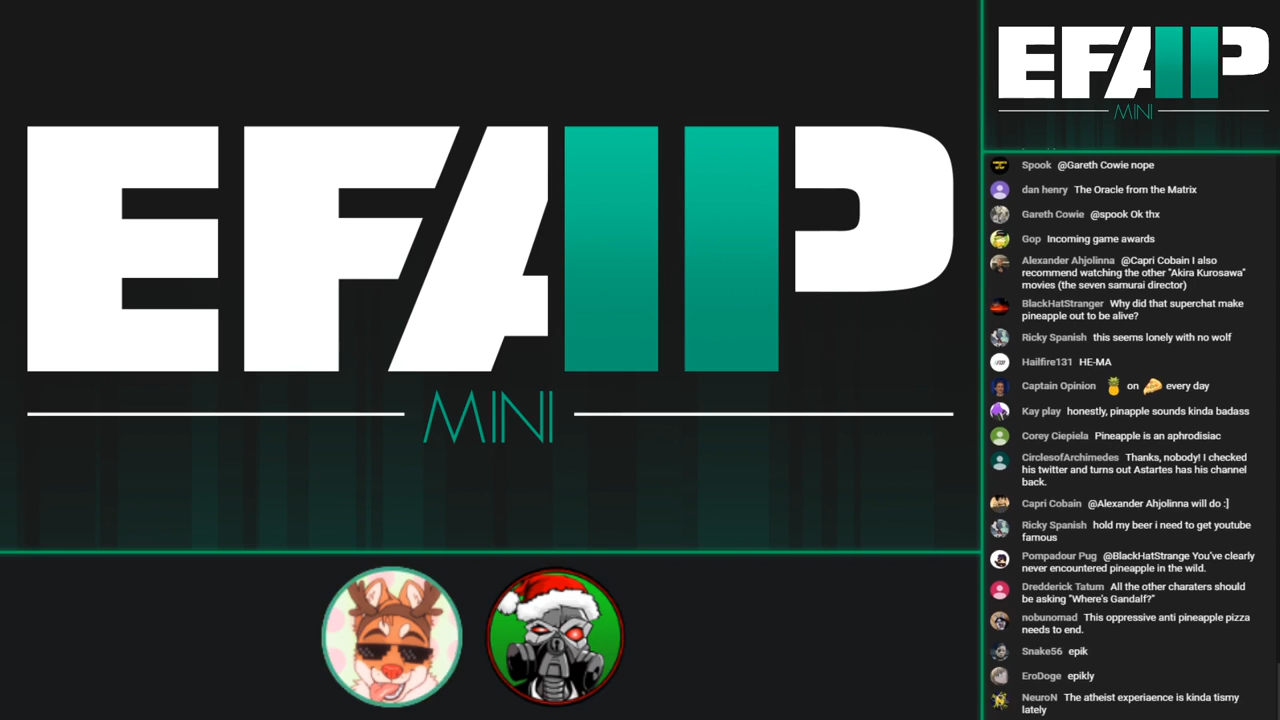 EFAP
MINI
EFAP
MINI
Spook @Gareth Cowie nope
dan henry The Oracle from the Matrix
Gareth Cowie @spook Ok thx
Gop Incoming game awards
Alexander Ahjolinna @Capri Cobain I also
recommend watching the other "Akira Kurosawa"
movies (the seven samurai director)
BlackHatStranger Why did that superchat make
pineapple out to be alive?
Ricky Spanish this seems lonely with no wolf
Hailfire131 HE-MA
Captain Opinion 🍍 on 🍕 every day
Kay play honestly, pinapple sounds kinda badass
Corey Ciepiela Pineapple is an aphrodisiac
CirclesofArchimedes Thanks, nobody! I checked
his twitter and turns out Astartes has his channel
back.
Capri Cobain @Alexander Ahjolinna will do :]
Ricky Spanish hold my beer i need to get youtube
famous
Pompadour Pug @BlackHatStrange You've clearly
never encountered pineapple in the wild.
Dredderick Tatum All the other charaters should
be asking "Where's Gandalf?"
nobunornad This oppressive anti pineapple pizza
needs to end.
Snake56 epik
EroDoge epikly
NeuroN The atheist experiaence is kinda tismy
lately